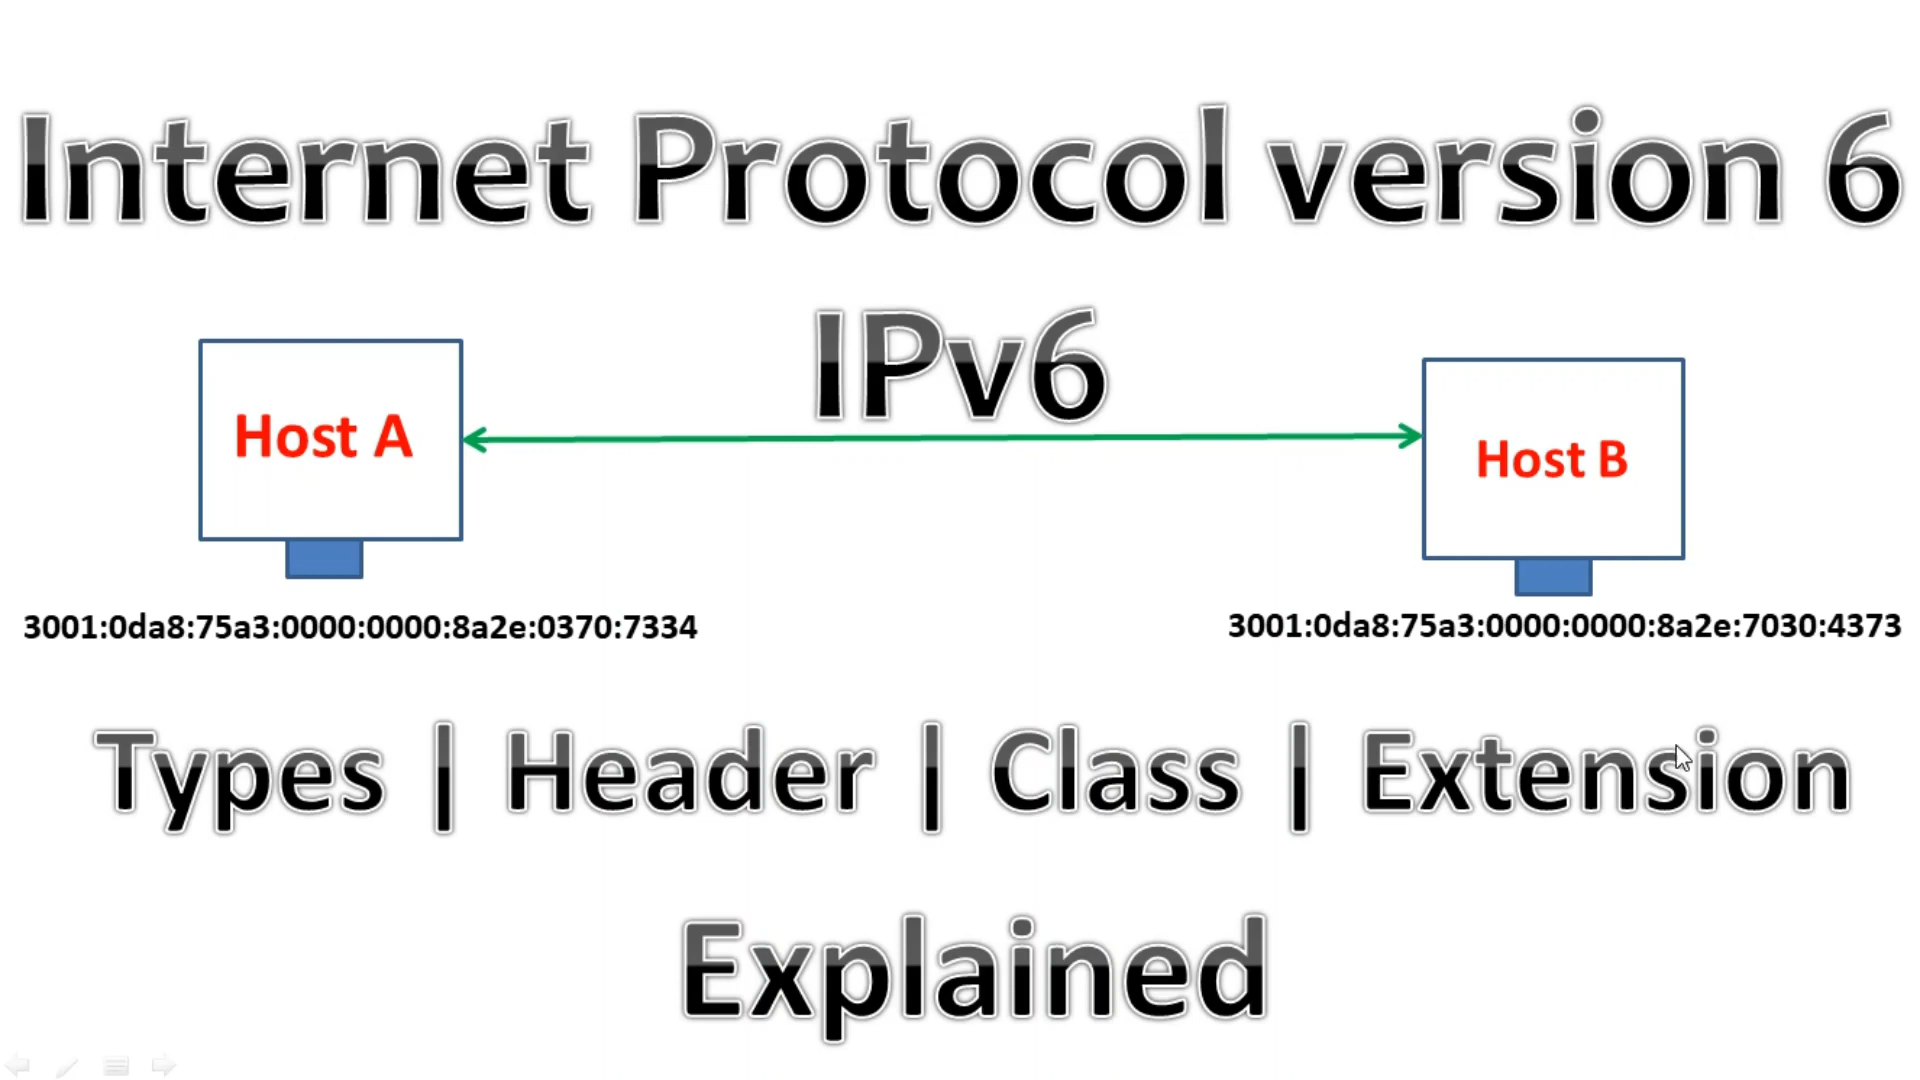 Internet Protocol version 6
IPv6
Host A
Host B
3001:0da8:75a3:0000:0000:8a2e:0370:7334
3001:0da8:75a3:0000:0000:8a2e:7030:4373
Types | Header | Class | Extension
Explained